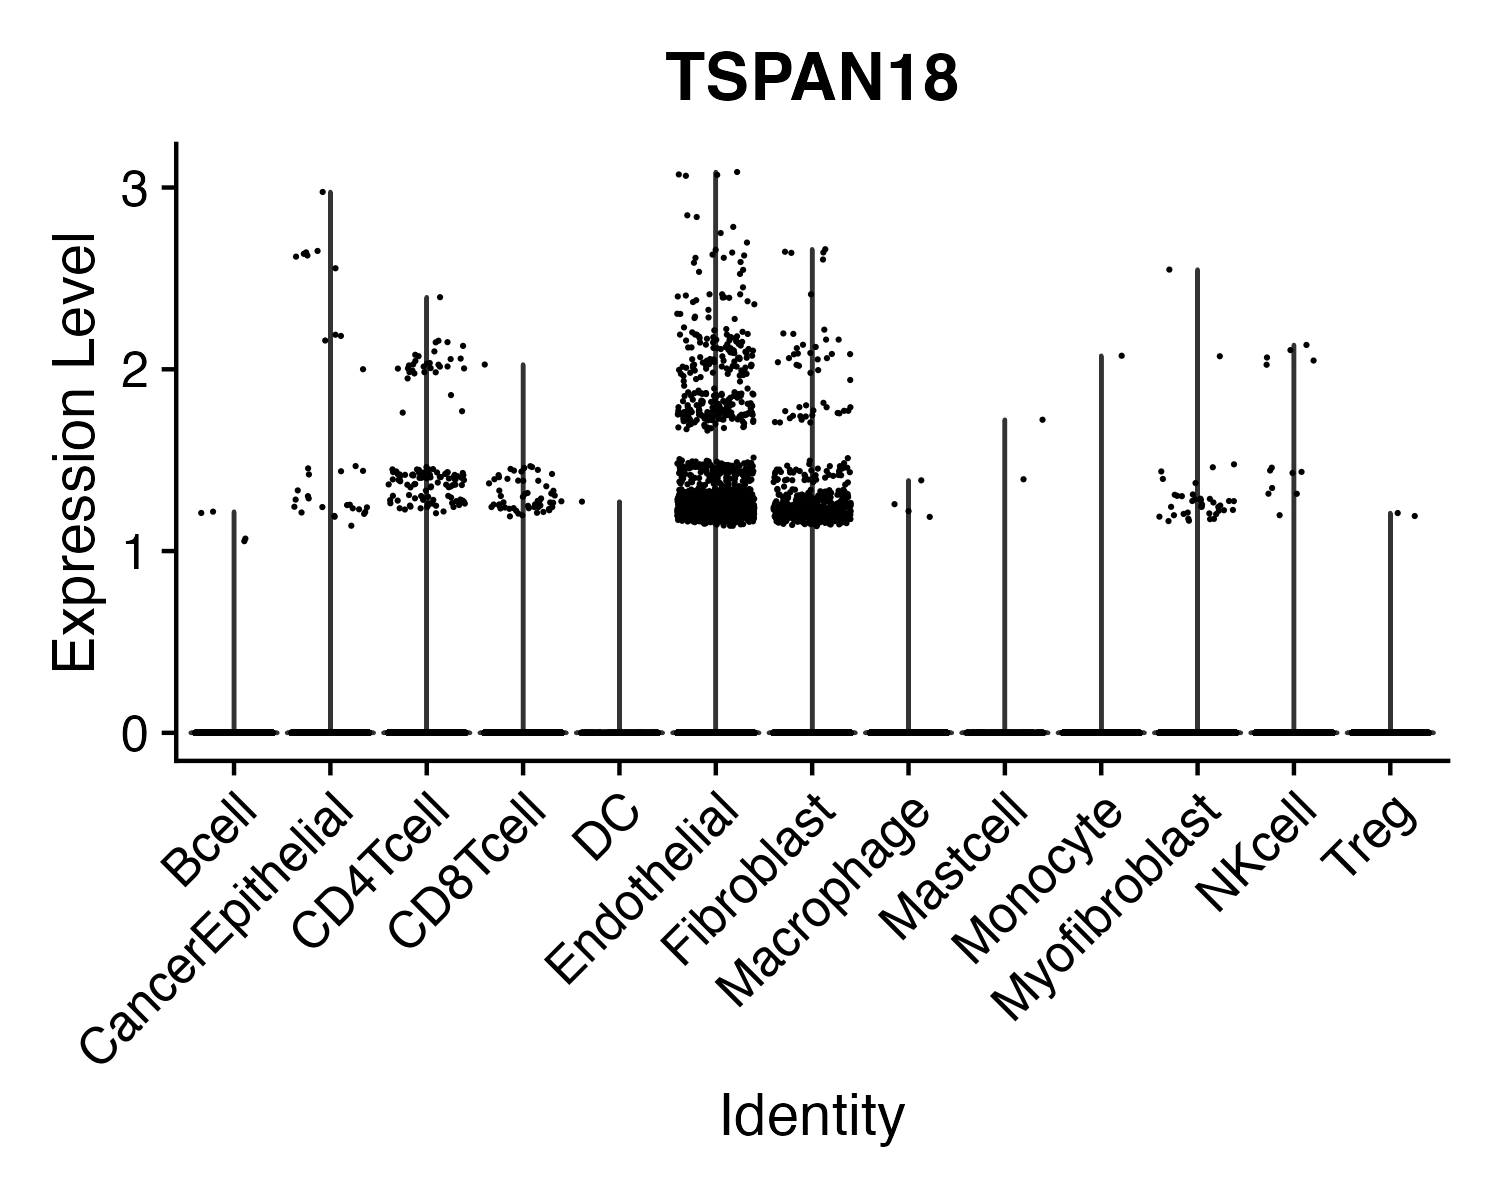 TSPAN18
Expression Level
3
2
1
0
Bcell
CancerEpithelial
CD4Tcell
CD8Tcell
DC
Endothelial
Fibroblast
Macrophage
Mastcell
Monocyte
Myofibroblast
NKcell
Treg
Identity